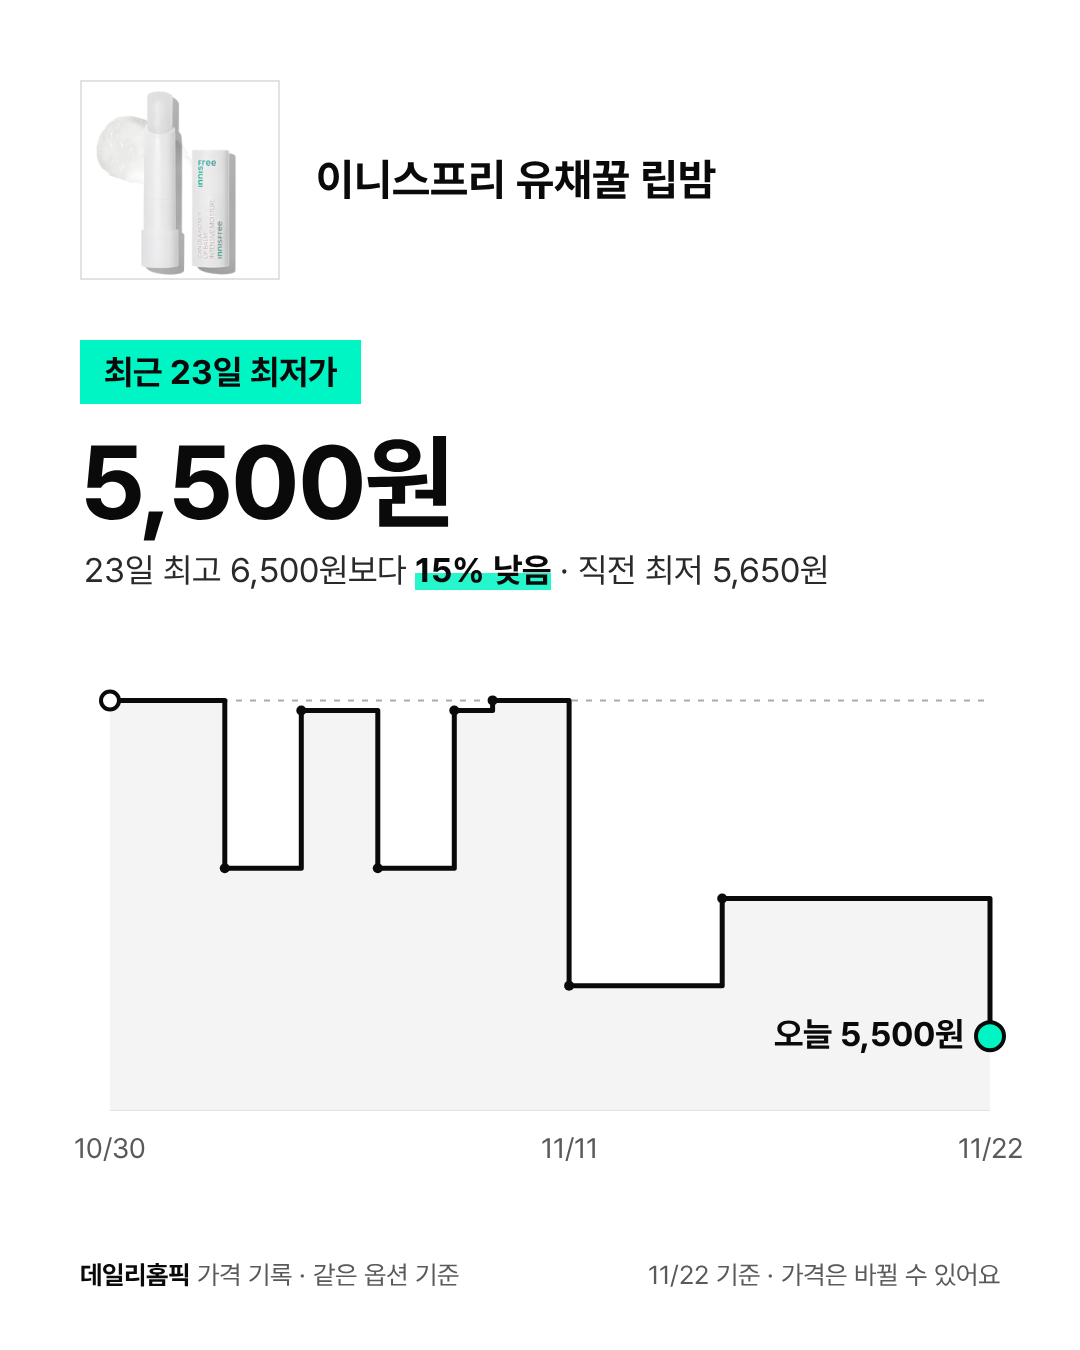 innisfree
innisfree
이니스프리 유채꿀 립밤
최근 23일 최저가
5,500원
23일 최고 6,500원보다 15% 낮음 · 직전 최저 5,650원
오늘 5,500원
10/30 11/11 11/22
데일리홈픽 가격 기록 · 같은 옵션 기준 11/22 기준 · 가격은 바뀔 수 있어요